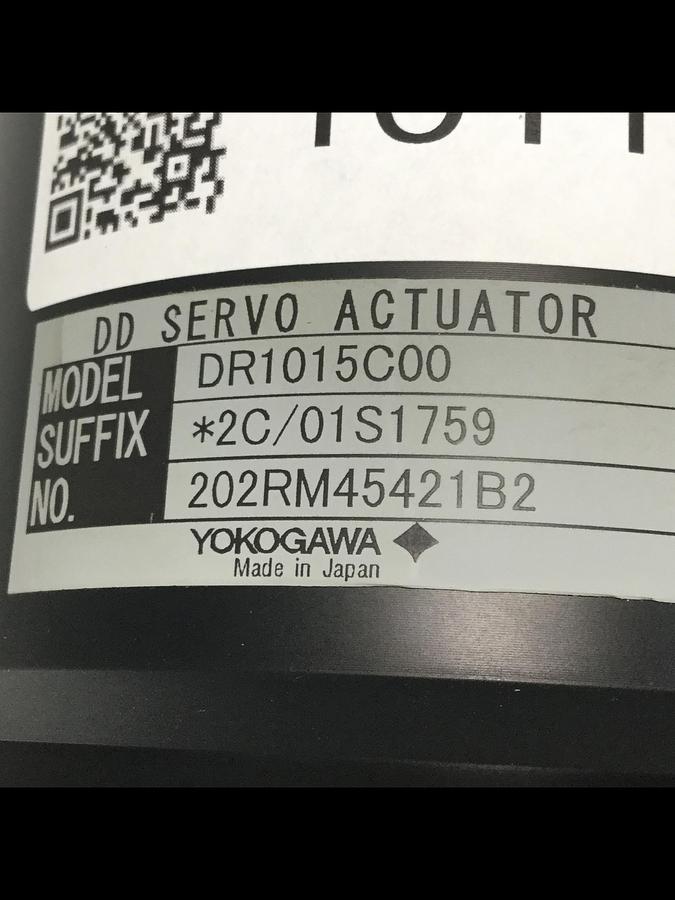 DD SERVO ACTUATOR
MODEL DR1015C00
SUFFIX *2C/01S1759
NO. 202RM45421B2
YOKOGAWA
Made in Japan